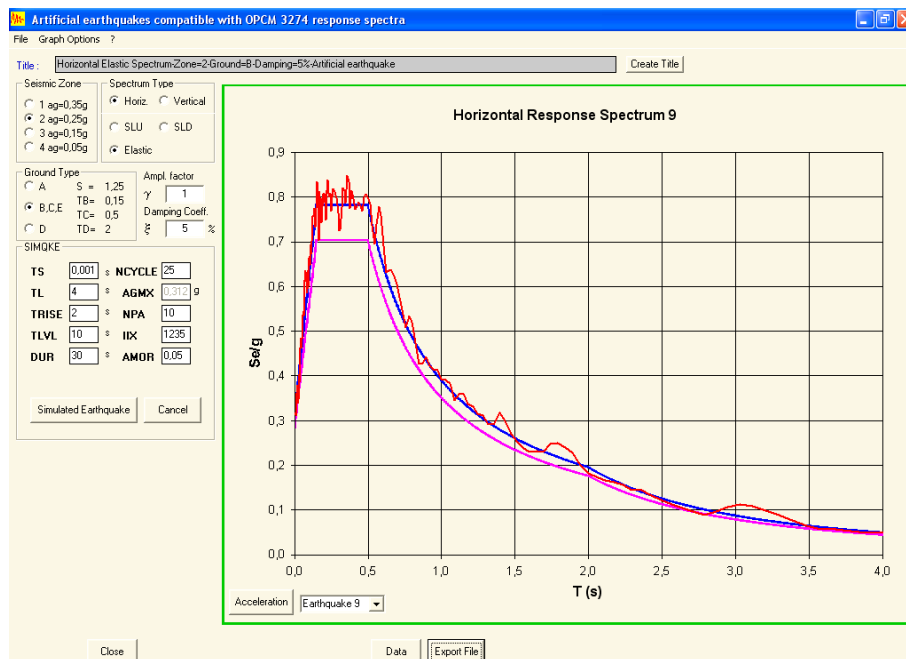 Artificial earthquakes compatible with OPCM 3274 response spectra
File Graph Options ?
Title : Horizontal Elastic Spectrum-Zone=2-Ground=B-Damping=5%-Artificial earthquake Create Title
Seismic Zone Spectrum Type
1 ag=0,35g Horiz. Vertical
2 ag=0,25g
3 ag=0,15g SLU SLD
4 ag=0,05g
Elastic
Ground Type Ampl. factor
A S = 1,25
γ 1
TB= 0,15
B,C,E TC= 0,5 Damping Coeff.
D TD= 2 ξ 5 %
SIMQKE
TS 0,001 s NCYCLE 25
TL 4 s AGMX 0,312 g
TRISE 2 s NPA 10
TLVL 10 s IIX 1235
DUR 30 s AMOR 0,05
Simulated Earthquake Cancel
Horizontal Response Spectrum 9
0,9
0,8
0,7
0,6
0,5
0,4
0,3
0,2
0,1
0,0
Se/g
0,0 0,5 1,0 1,5 2,0 2,5 3,0 3,5 4,0
T (s)
Acceleration Earthquake 9
Close Data Export File